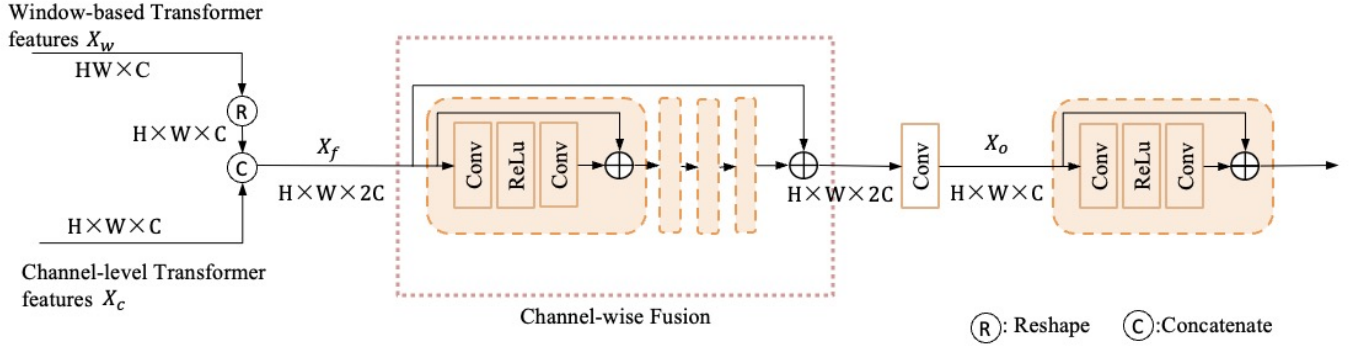 Window-based Transformer
features X_w
HW×C
R
H×W×C
C
X_f
H×W×2C
H×W×C
Channel-level Transformer
features X_c
Conv
ReLu
Conv
Channel-wise Fusion
H×W×2C
Conv
X_o
H×W×C
Conv
ReLu
Conv
R: Reshape
C:Concatenate